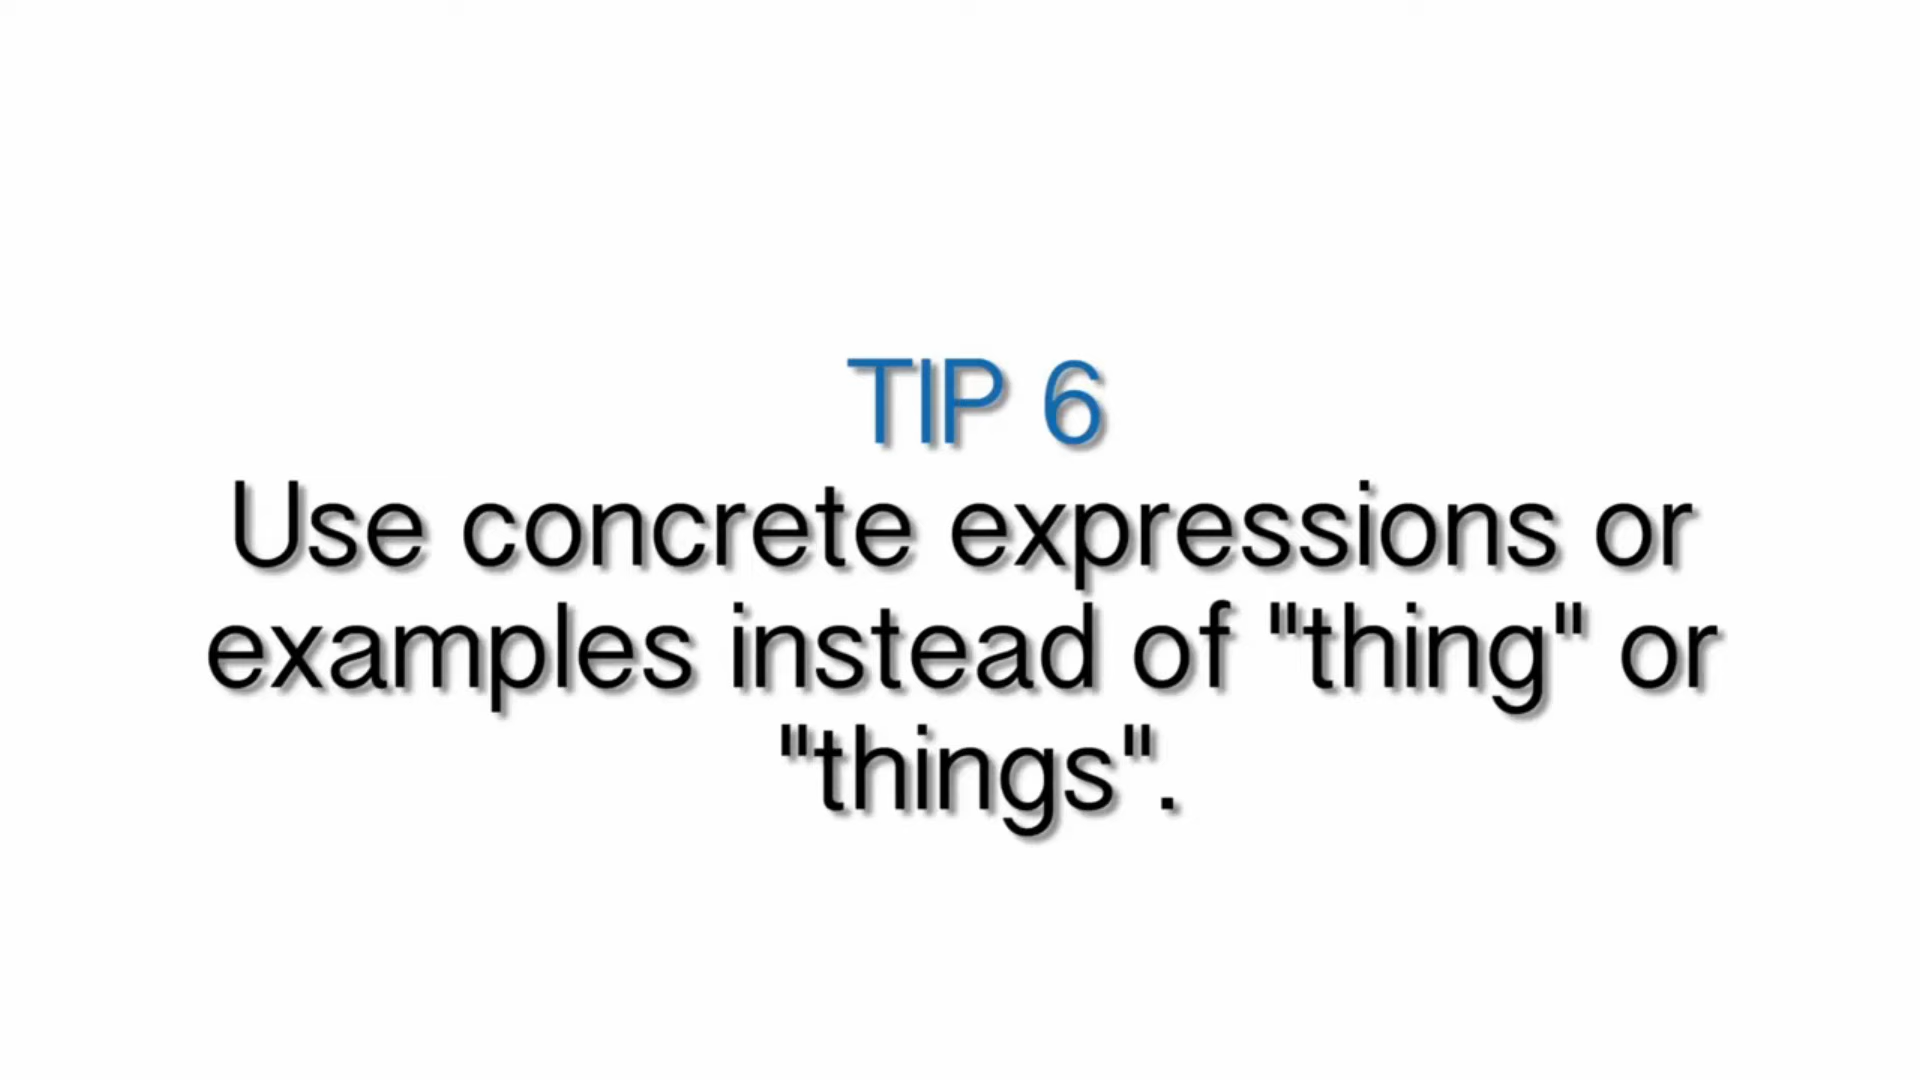 TIP 6
Use concrete expressions or
examples instead of "thing" or
"things".